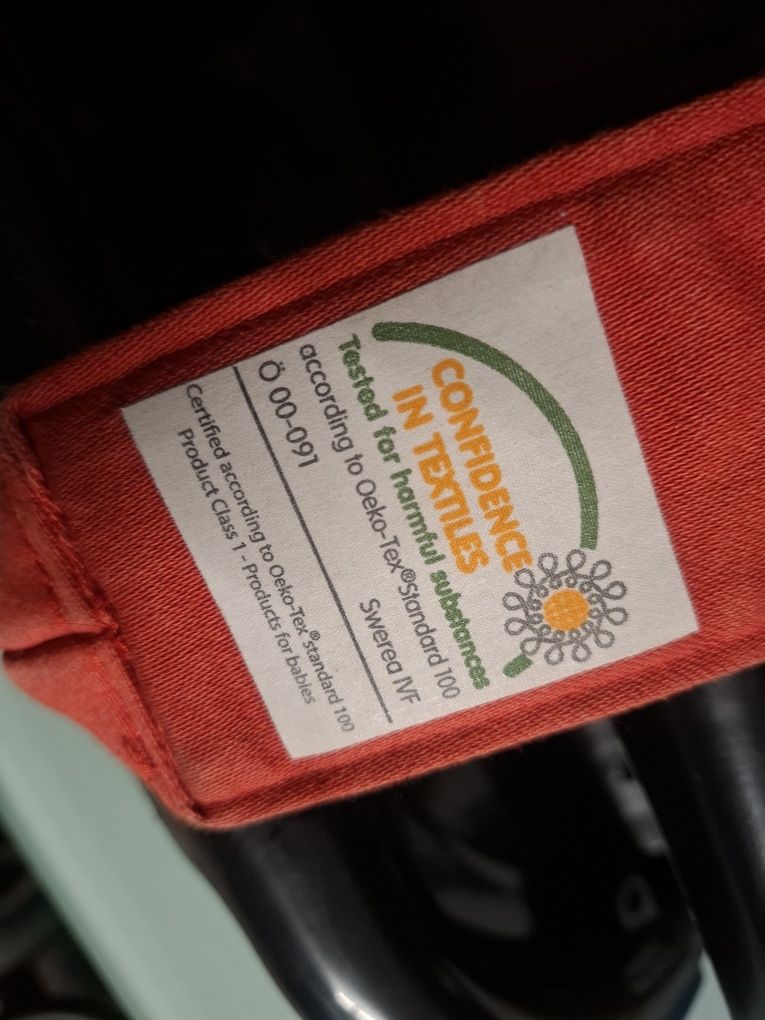 CONFIDENCE
IN TEXTILES
Tested for harmful substances
according to Oeko-Tex®Standard 100
Ö 00-091 Swerea IVF
Certified according to Oeko-Tex®standard 100
Product Class 1 - Products for babies